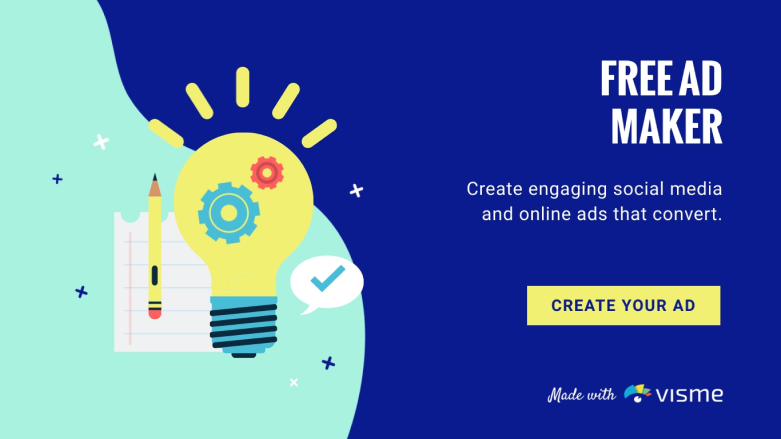 FREE AD
MAKER
Create engaging social media
and online ads that convert.
CREATE YOUR AD
Made with VISME